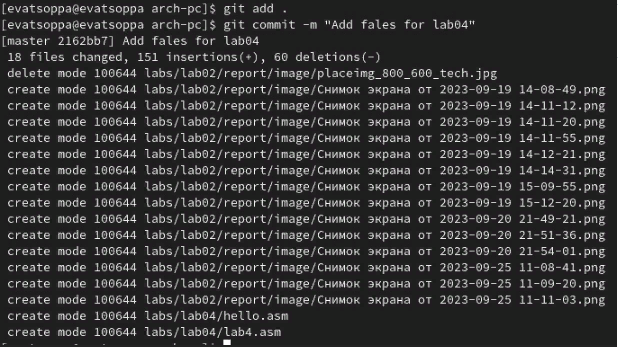 [evatsoppa@evatsoppa arch-pc]$ git add .
[evatsoppa@evatsoppa arch-pc]$ git commit -m "Add fales for lab04"
[master 2162bb7] Add fales for lab04
18 files changed, 151 insertions(+), 60 deletions(-)
delete mode 100644 labs/lab02/report/image/placeimg_800_600_tech.jpg
create mode 100644 labs/lab02/report/image/Снимок экрана от 2023-09-19 14-08-49.png
create mode 100644 labs/lab02/report/image/Снимок экрана от 2023-09-19 14-11-12.png
create mode 100644 labs/lab02/report/image/Снимок экрана от 2023-09-19 14-11-20.png
create mode 100644 labs/lab02/report/image/Снимок экрана от 2023-09-19 14-11-55.png
create mode 100644 labs/lab02/report/image/Снимок экрана от 2023-09-19 14-12-21.png
create mode 100644 labs/lab02/report/image/Снимок экрана от 2023-09-19 14-14-31.png
create mode 100644 labs/lab02/report/image/Снимок экрана от 2023-09-19 15-09-55.png
create mode 100644 labs/lab02/report/image/Снимок экрана от 2023-09-19 15-12-20.png
create mode 100644 labs/lab02/report/image/Снимок экрана от 2023-09-20 21-49-21.png
create mode 100644 labs/lab02/report/image/Снимок экрана от 2023-09-20 21-51-36.png
create mode 100644 labs/lab02/report/image/Снимок экрана от 2023-09-20 21-54-01.png
create mode 100644 labs/lab02/report/image/Снимок экрана от 2023-09-25 11-08-41.png
create mode 100644 labs/lab02/report/image/Снимок экрана от 2023-09-25 11-09-20.png
create mode 100644 labs/lab02/report/image/Снимок экрана от 2023-09-25 11-11-03.png
create mode 100644 labs/lab04/hello.asm
create mode 100644 labs/lab04/lab4.asm